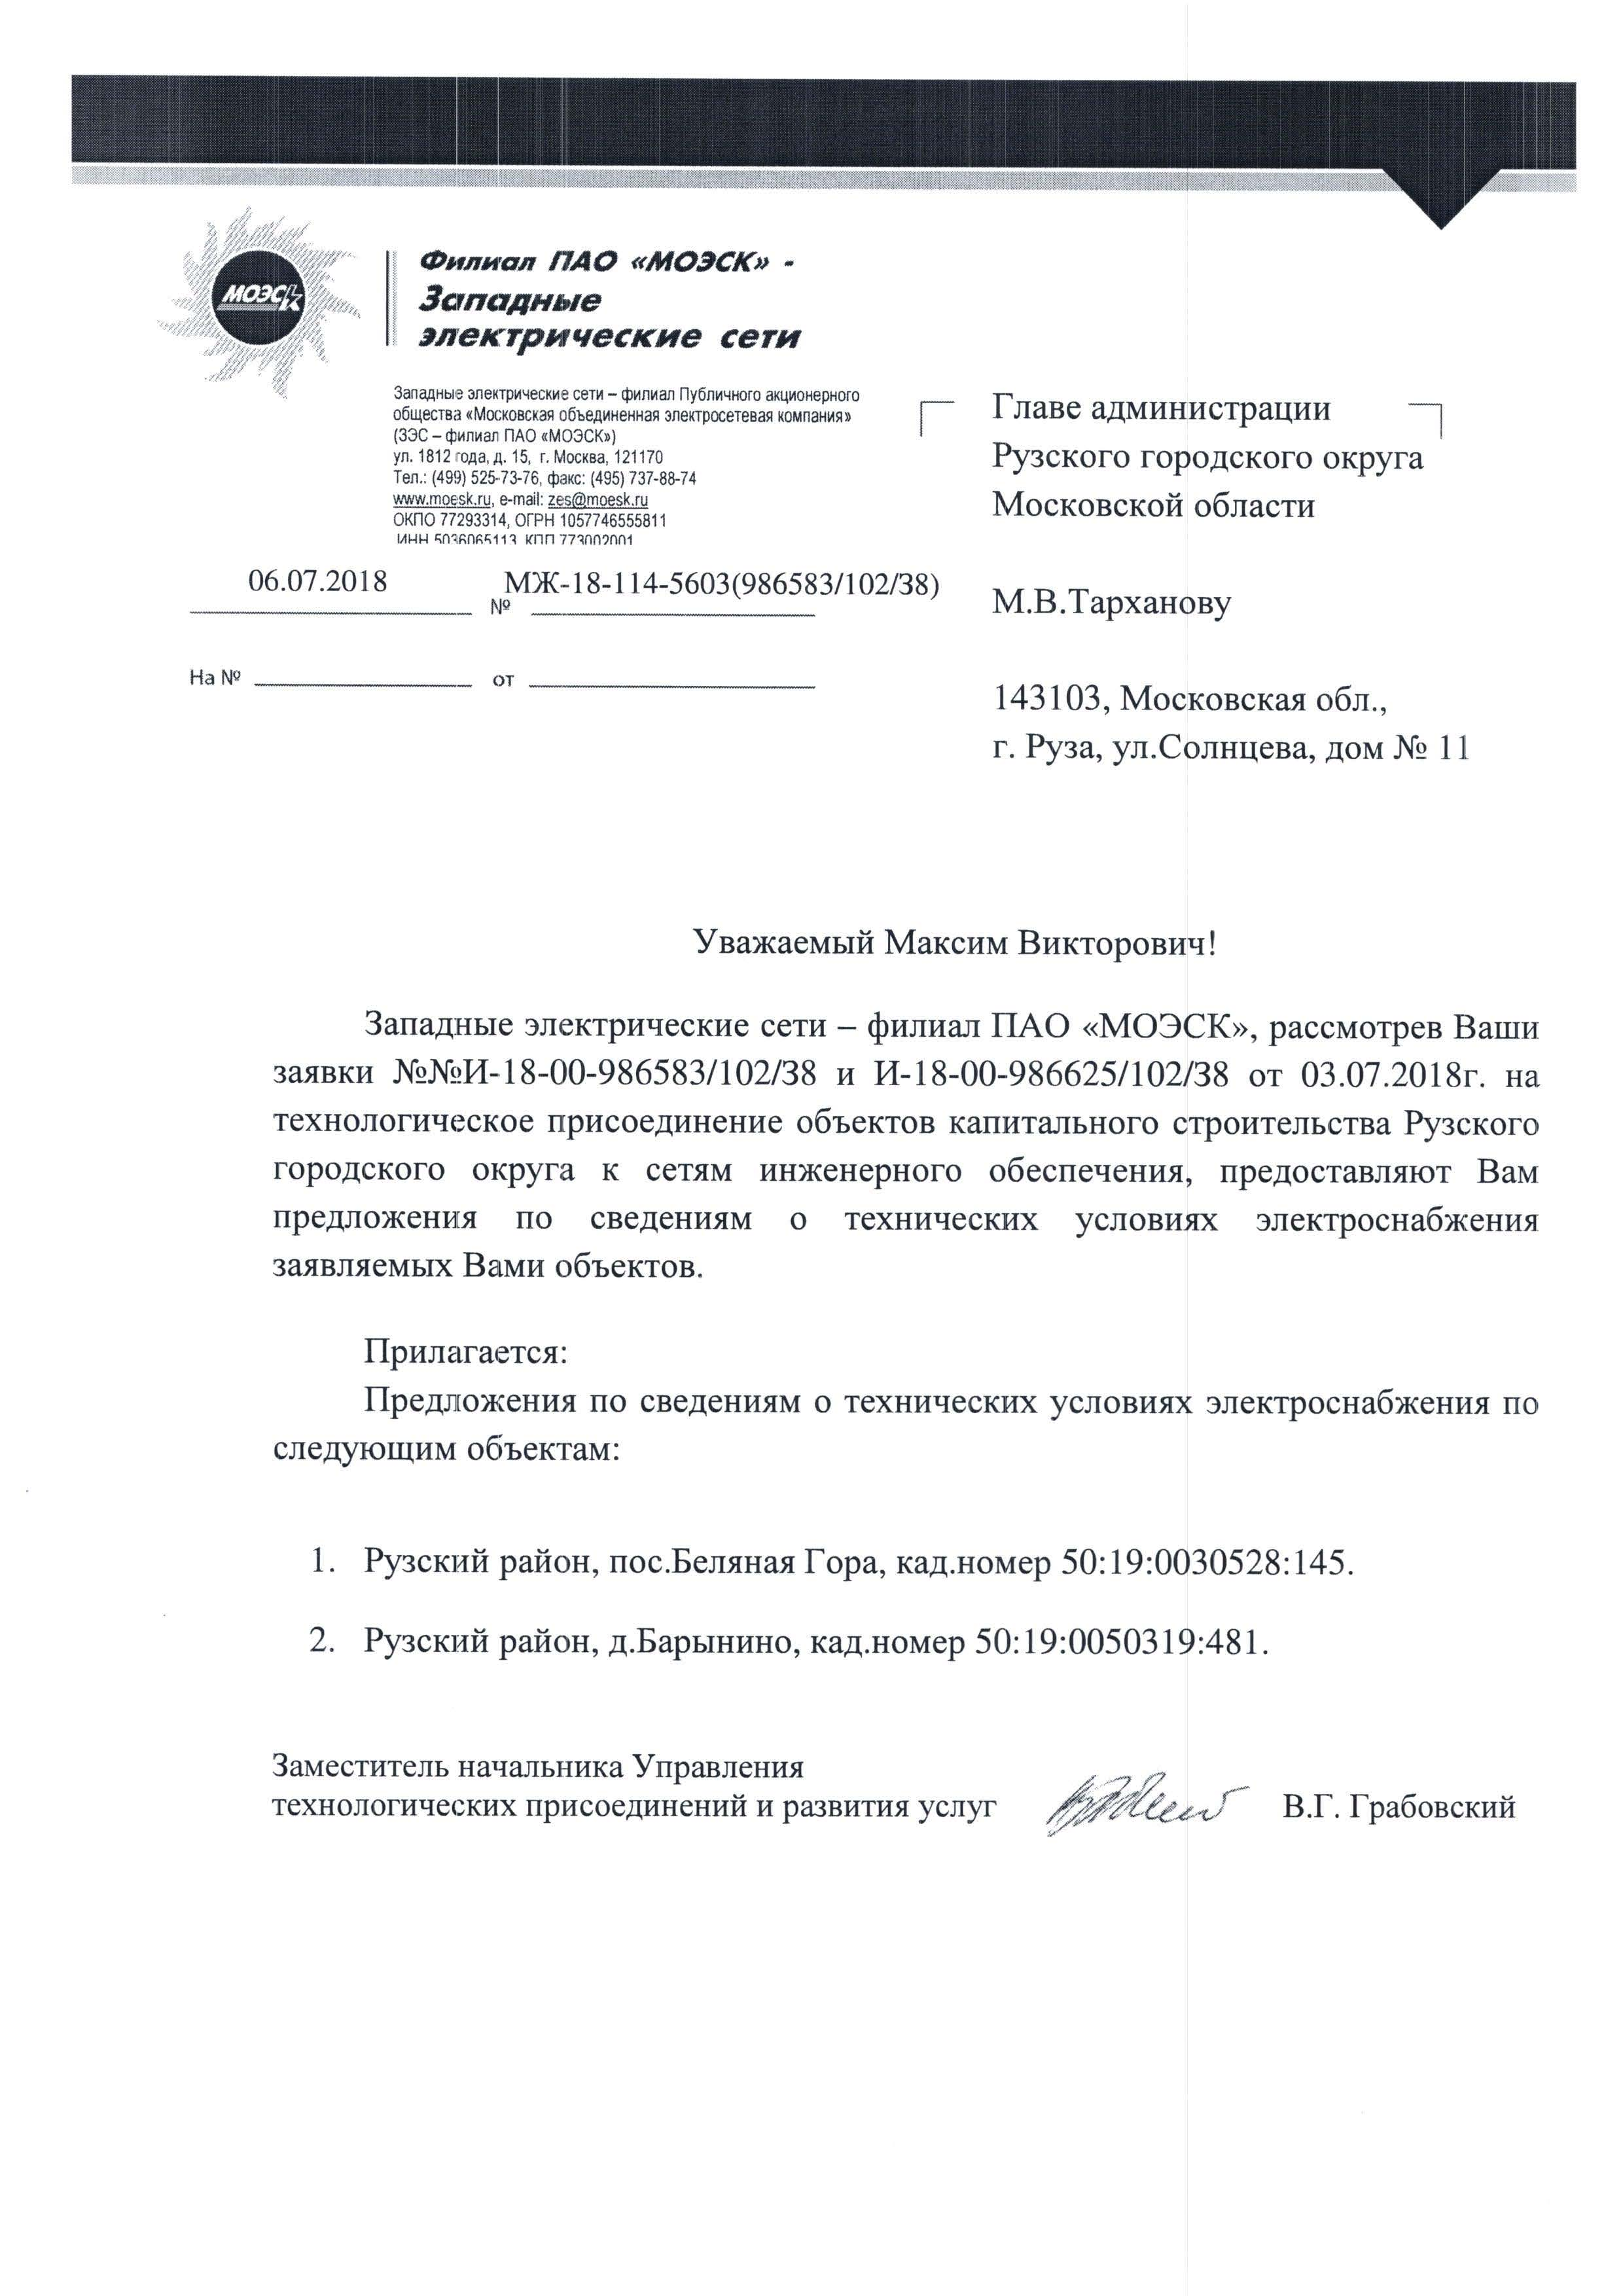 МОЭСК
Филиал ПАО «МОЭСК» -
Западные
электрические сети
Западные электрические сети – филиал Публичного акционерного
общества «Московская объединенная электросетевая компания»
(ЗЭС – филиал ПАО «МОЭСК»)
ул. 1812 года, д. 15, г. Москва, 121170
Тел.: (499) 525-73-76, факс: (495) 737-88-74
www.moesk.ru, e-mail: zes@moesk.ru
ОКПО 77293314, ОГРН 1057746555811
ИНН 5036065113, КПП 773002001
06.07.2018 № МЖ-18-114-5603(986583/102/З8)
На № от
Главе администрации
Рузского городского округа
Московской области
М.В.Тарханову
143103, Московская обл.,
г. Руза, ул.Солнцева, дом № 11
Уважаемый Максим Викторович!
Западные электрические сети – филиал ПАО «МОЭСК», рассмотрев Ваши
заявки №№И-18-00-986583/102/З8 и И-18-00-986625/102/З8 от 03.07.2018г. на
технологическое присоединение объектов капитального строительства Рузского
городского округа к сетям инженерного обеспечения, предоставляют Вам
предложения по сведениям о технических условиях электроснабжения
заявляемых Вами объектов.
Прилагается:
Предложения по сведениям о технических условиях электроснабжения по
следующим объектам:
1. Рузский район, пос.Беляная Гора, кад.номер 50:19:0030528:145.
2. Рузский район, д.Барынино, кад.номер 50:19:0050319:481.
Заместитель начальника Управления
технологических присоединений и развития услуг В.Г. Грабовский